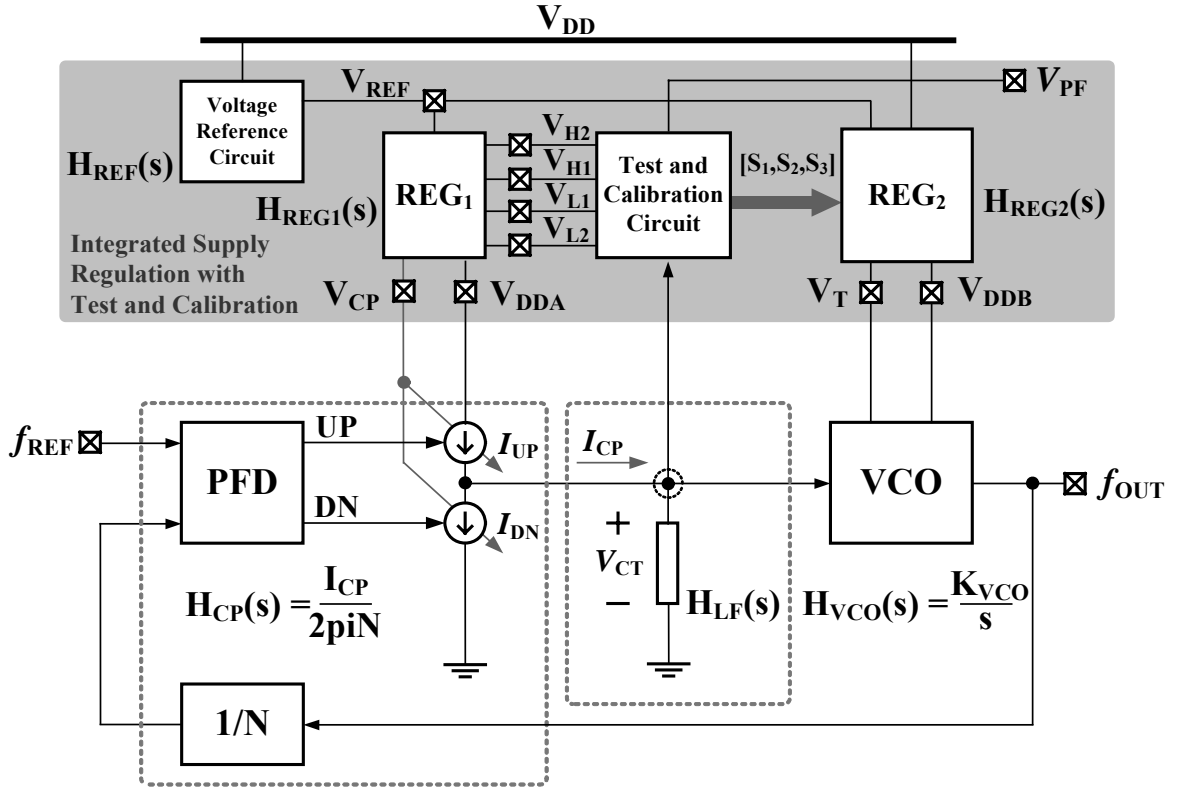 VDD
Voltage
Reference
Circuit
HREF(s)
VREF
REG1
HREG1(s)
VH2
VH1
VL1
VL2
Test and
Calibration
Circuit
VPF
[S1,S2,S3]
REG2
HREG2(s)
Integrated Supply
Regulation with
Test and Calibration
VCP
VDDA
VT
VDDB
fREF
PFD
UP
DN
IUP
IDN
HCP(s) = ICP
2piN
ICP
+
VCT
−
HLF(s)
VCO
HVCO(s) = KVCO
s
fOUT
1/N